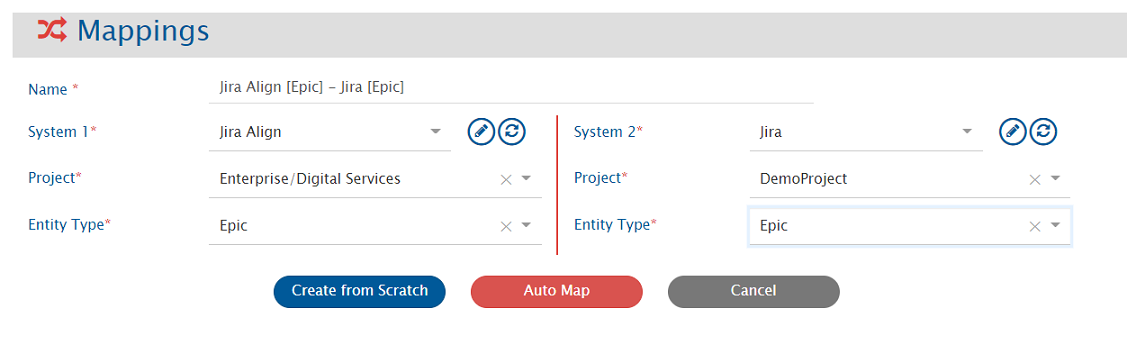 Mappings
Name * Jira Align [Epic] – Jira [Epic]
System 1* Jira Align System 2* Jira
Project* Enterprise/Digital Services Project* DemoProject
Entity Type* Epic Entity Type* Epic
Create from Scratch Auto Map Cancel